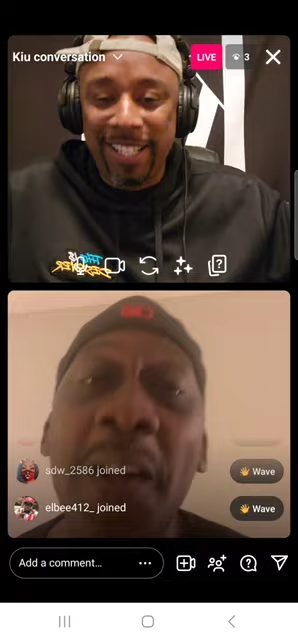 Kiu conversation
LIVE
3
sdw_2586 joined
Wave
elbee412_ joined
Wave
Add a comment...